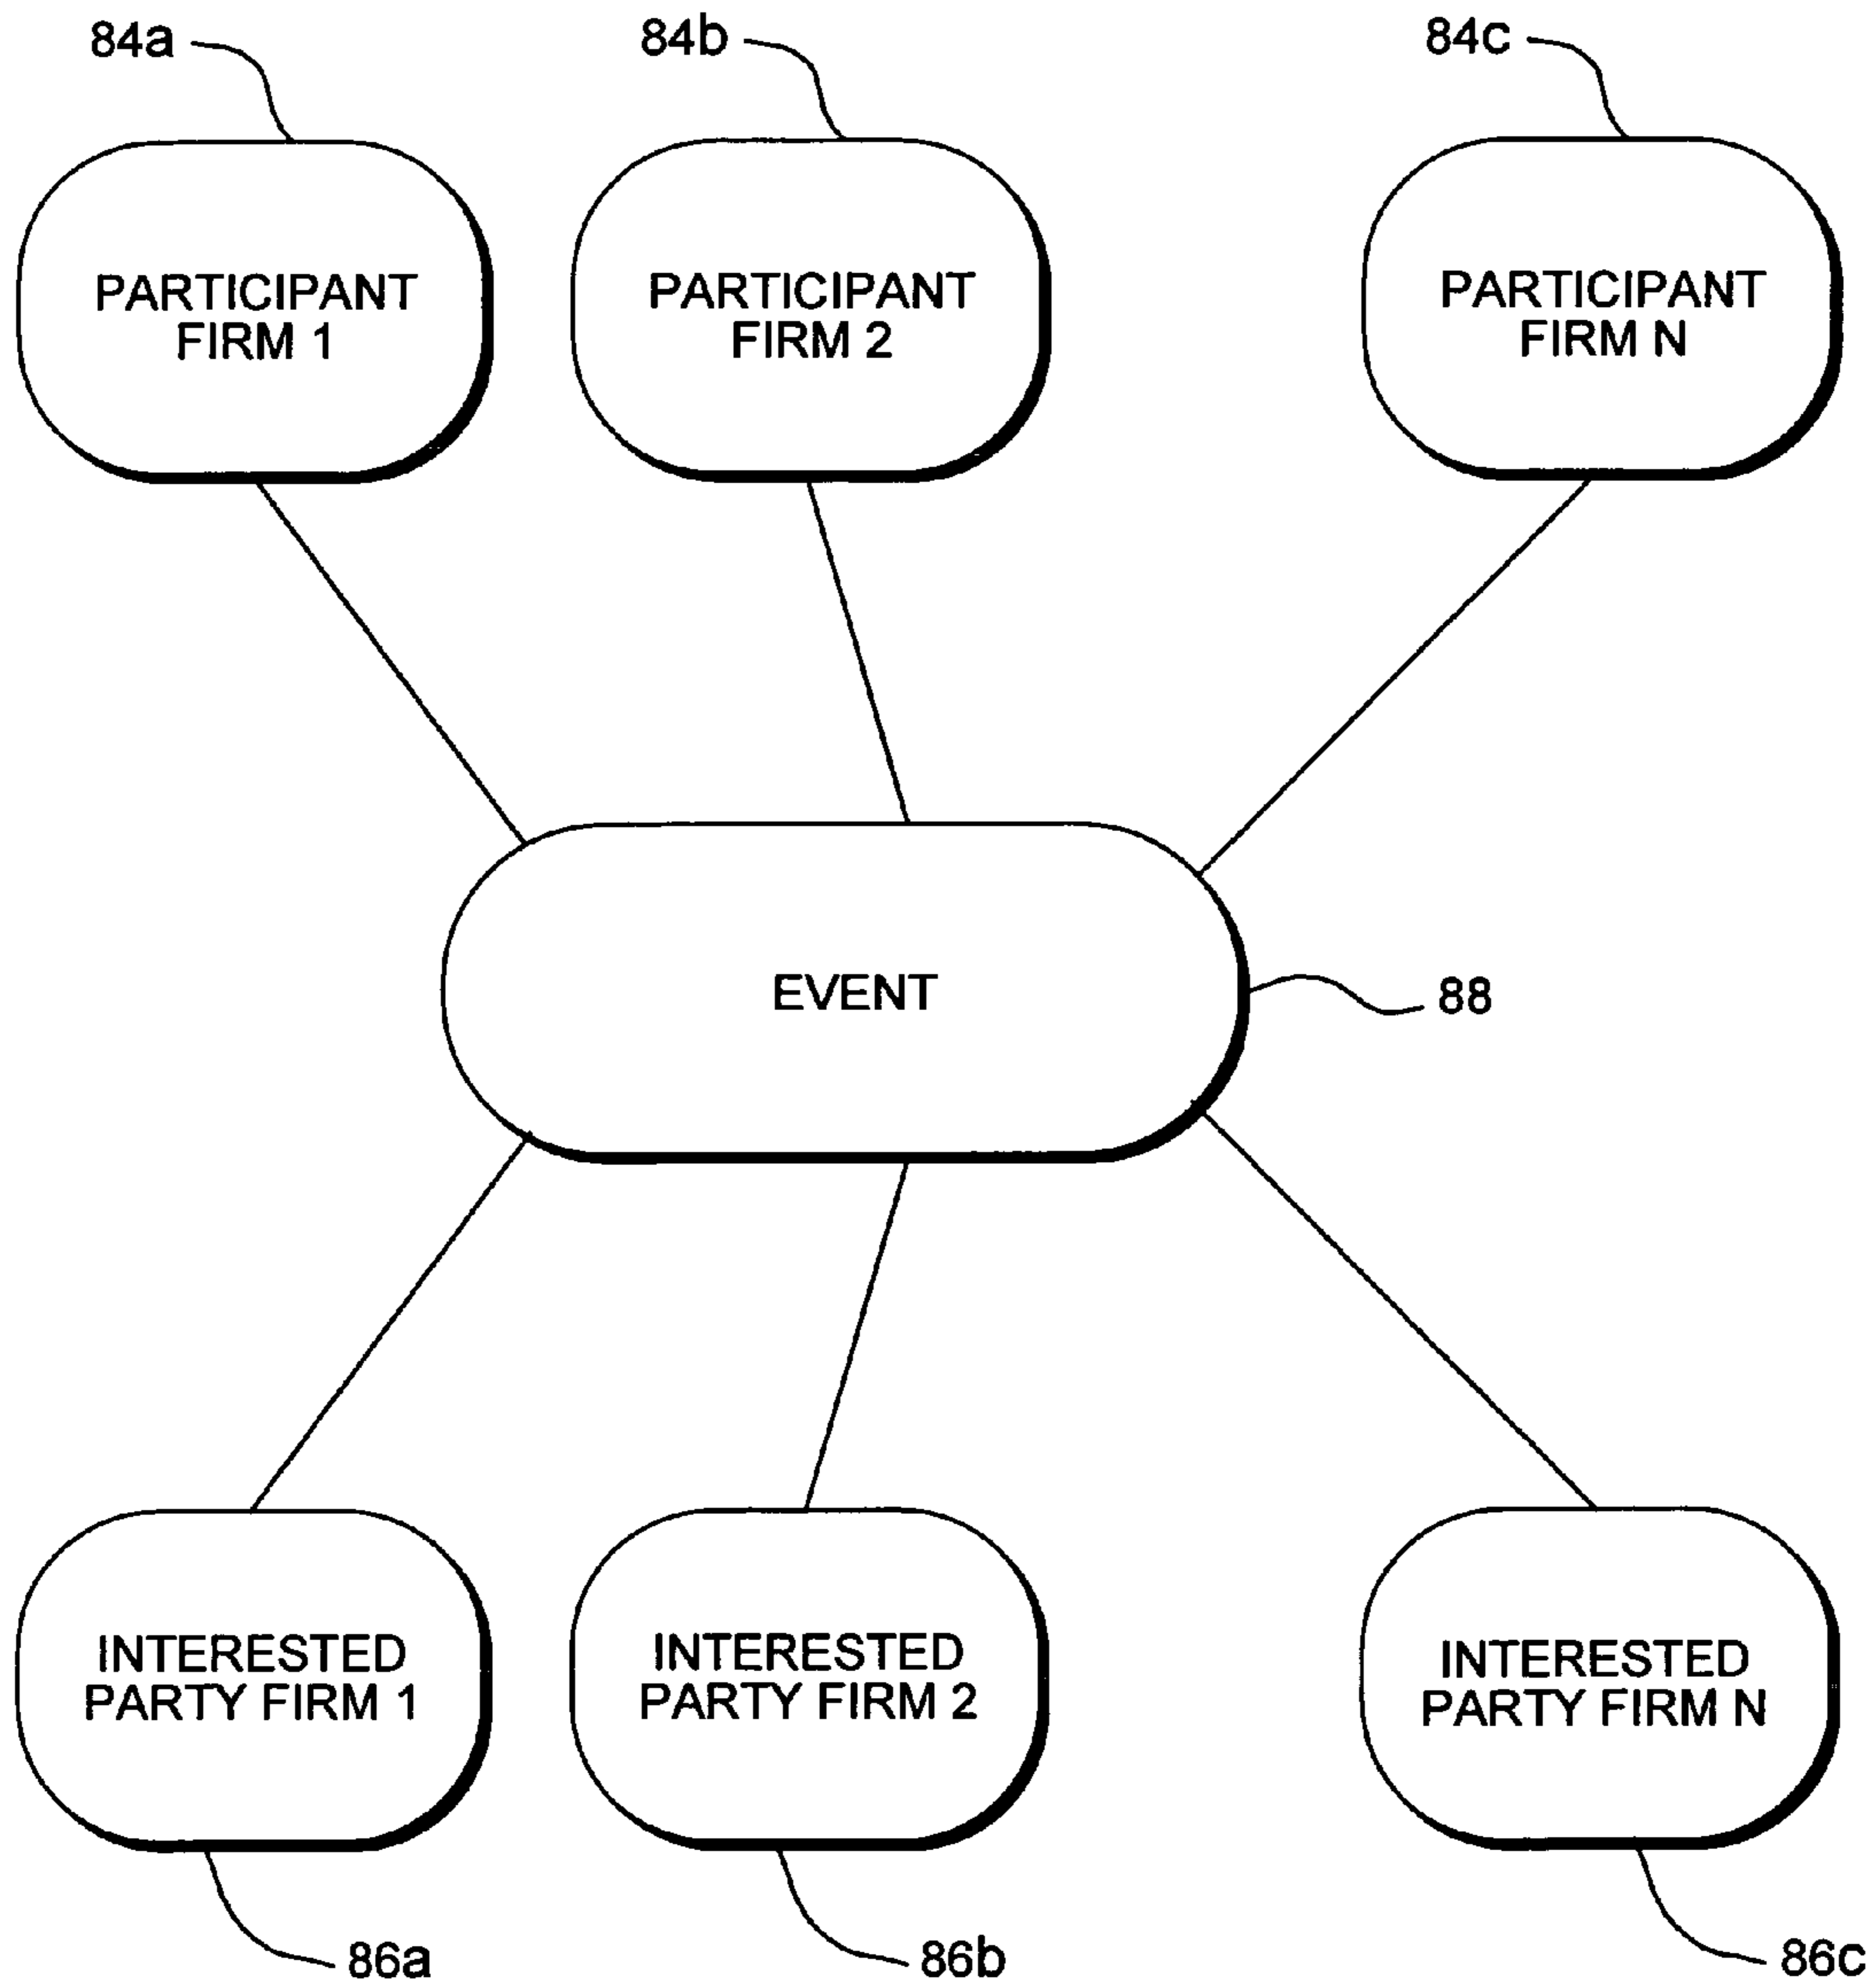 84a
84b
84c
PARTICIPANT
FIRM 1
PARTICIPANT
FIRM 2
PARTICIPANT
FIRM N
EVENT
88
INTERESTED
PARTY FIRM 1
INTERESTED
PARTY FIRM 2
INTERESTED
PARTY FIRM N
86a
86b
86c